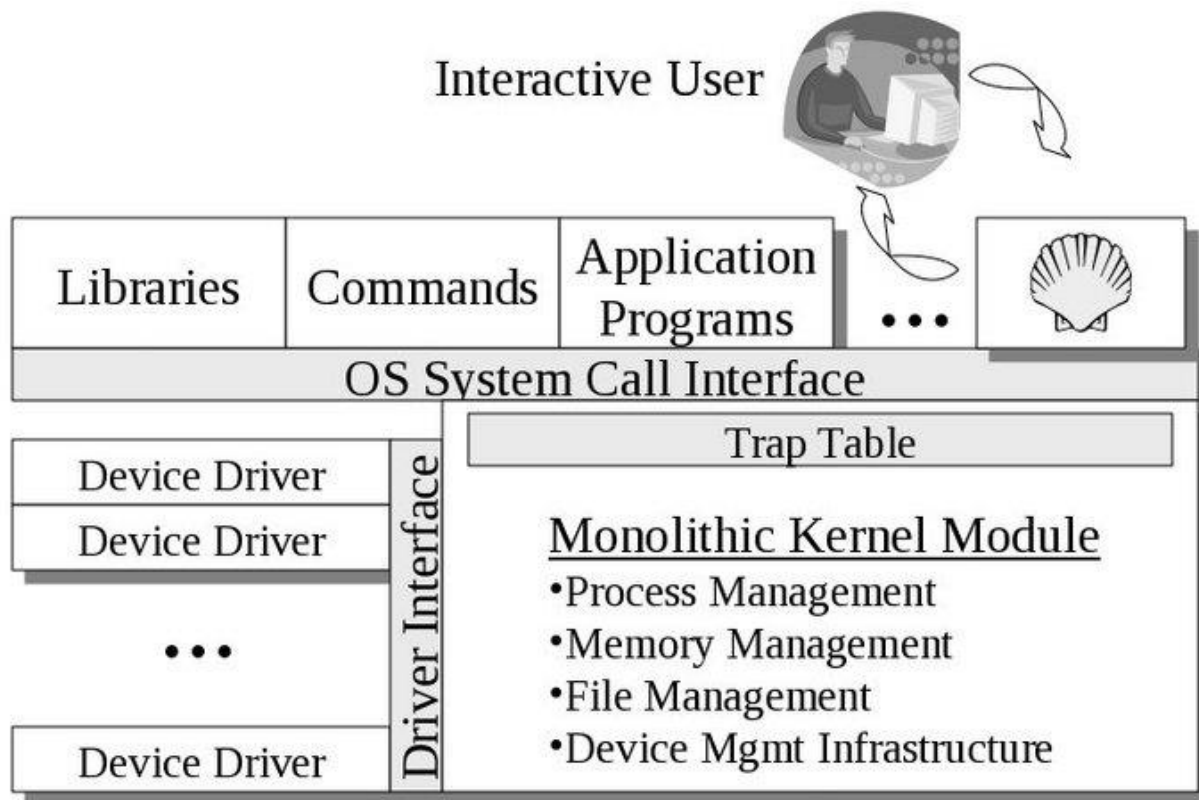 Interactive User
Libraries
Commands
Application
Programs
•••
OS System Call Interface
Trap Table
Device Driver
Device Driver
•••
Device Driver
Driver Interface
Monolithic Kernel Module
•Process Management
•Memory Management
•File Management
•Device Mgmt Infrastructure